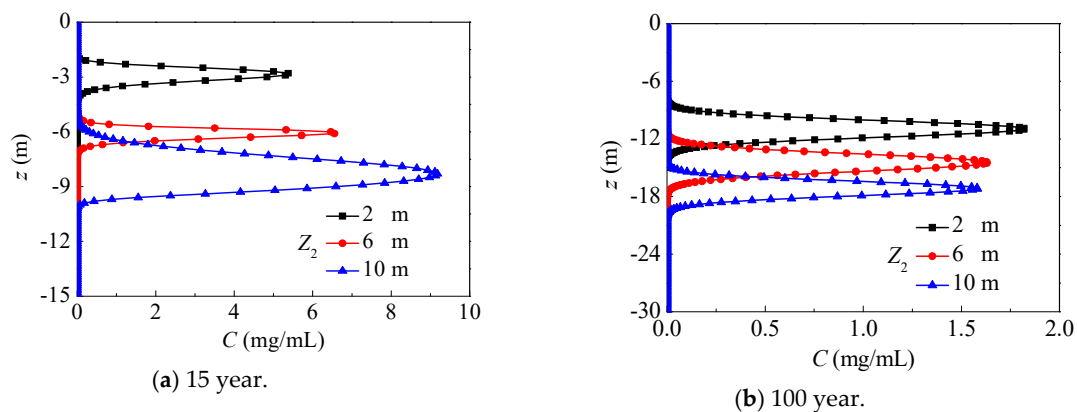 0
-3
-6
-9
-12
-15
z (m)
0 2 4 6 8 10
C (mg/mL)
2 m
Z2 6 m
10 m
(a) 15 year.
0
-6
-12
-18
-24
-30
z (m)
0.0 0.5 1.0 1.5 2.0
C (mg/mL)
2 m
Z2 6 m
10 m
(b) 100 year.